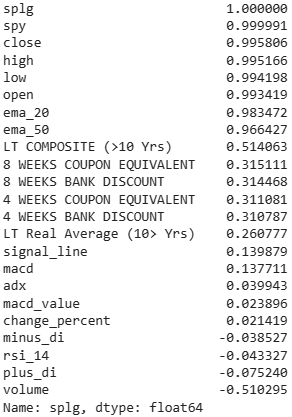 splg 1.000000
spy 0.999991
close 0.995806
high 0.995166
low 0.994198
open 0.993419
ema_20 0.983472
ema_50 0.966427
LT COMPOSITE (>10 Yrs) 0.514063
8 WEEKS COUPON EQUIVALENT 0.315111
8 WEEKS BANK DISCOUNT 0.314468
4 WEEKS COUPON EQUIVALENT 0.311081
4 WEEKS BANK DISCOUNT 0.310787
LT Real Average (10> Yrs) 0.260777
signal_line 0.139879
macd 0.137711
adx 0.039943
macd_value 0.023896
change_percent 0.021419
minus_di -0.038527
rsi_14 -0.043327
plus_di -0.075240
volume -0.510295
Name: splg, dtype: float64